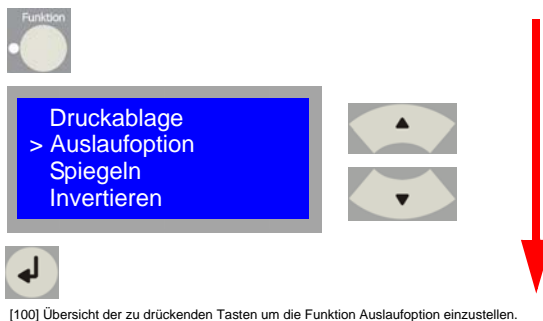 Funktion
Druckablage
> Auslaufoption
Spiegeln
Invertieren
[100] Übersicht der zu drückenden Tasten um die Funktion Auslaufoption einzustellen.